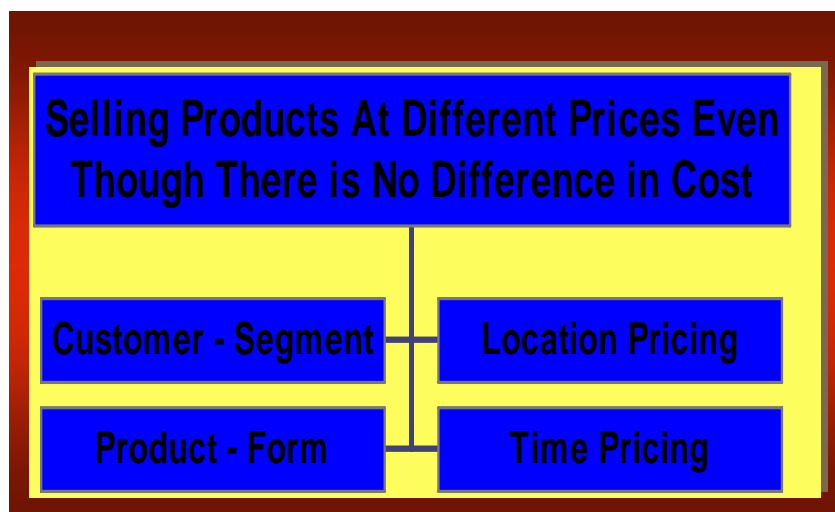 Selling Products At Different Prices Even
Though There is No Difference in Cost
Customer - Segment
Location Pricing
Product - Form
Time Pricing